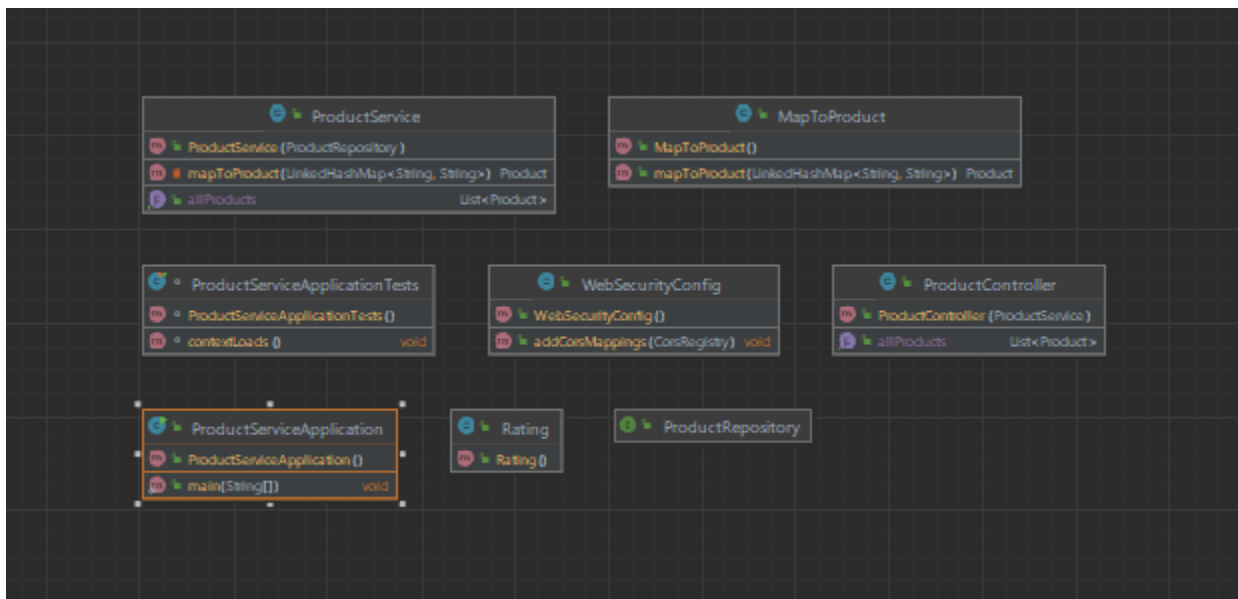 ProductService
ProductService(ProductRepository)
mapToProduct(LinkedHashMap<String, String>) Product
allProducts List<Product>
MapToProduct
MapToProduct()
mapToProduct(LinkedHashMap<String, String>) Product
ProductServiceApplicationTests
ProductServiceApplicationTests()
contextLoads() void
WebSecurityConfig
WebSecurityConfig()
addCorsMappings(CorsRegistry) void
ProductController
ProductController(ProductService)
allProducts List<Product>
ProductServiceApplication
ProductServiceApplication()
main(String[]) void
Rating
Rating()
ProductRepository